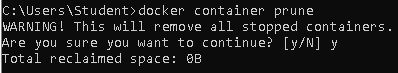 C:\Users\Student>docker container prune
WARNING! This will remove all stopped containers.
Are you sure you want to continue? [y/N] y
Total reclaimed space: 0B